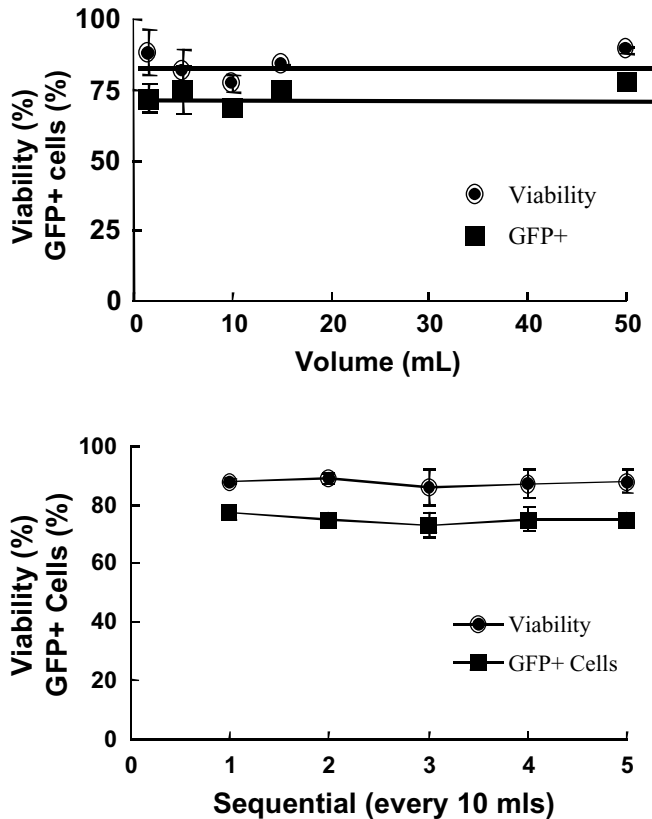 Viability (%)
GFP+ cells (%)
100
75
50
25
0
Viability
GFP+
0 10 20 30 40 50
Volume (mL)
Viability (%)
GFP+ Cells (%)
100
80
60
40
20
0
Viability
GFP+ Cells
0 1 2 3 4 5
Sequential (every 10 mls)